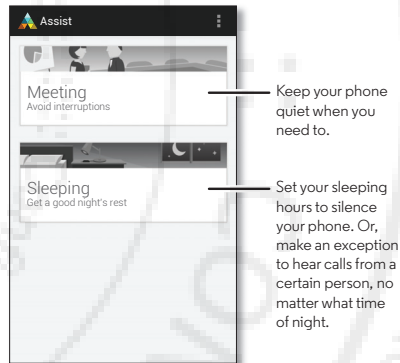 Assist
Meeting
Avoid interruptions
Keep your phone
quiet when you
need to.
Sleeping
Get a good night's rest
Set your sleeping
hours to silence
your phone. Or,
make an exception
to hear calls from a
certain person, no
matter what time
of night.